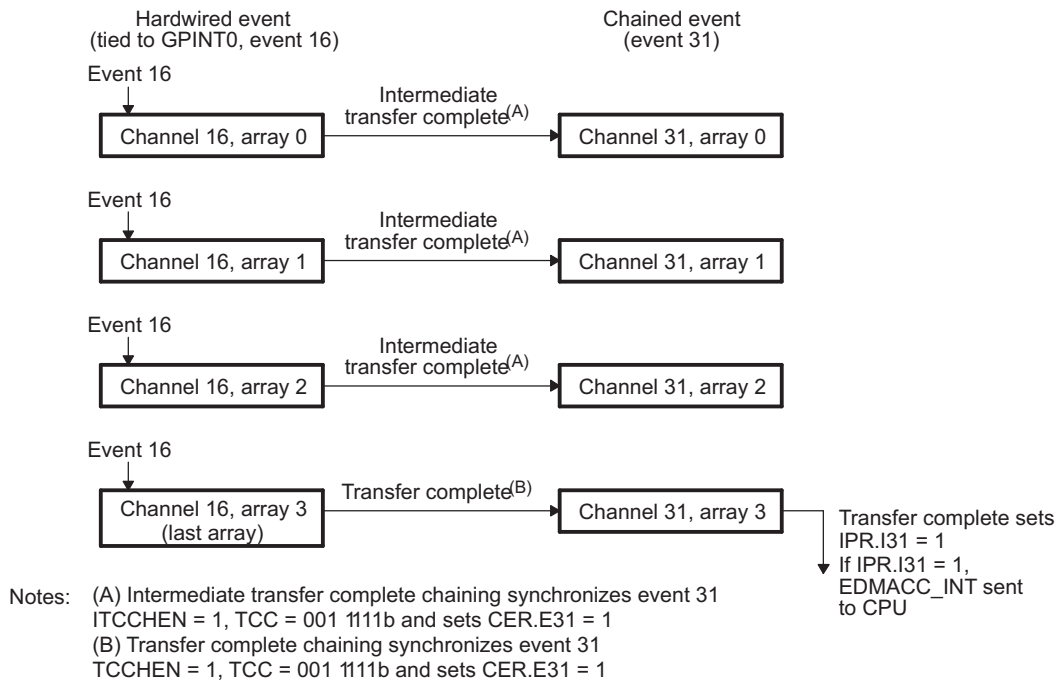 Hardwired event
(tied to GPINT0, event 16)
Chained event
(event 31)
Event 16
Channel 16, array 0
Intermediate
transfer complete(A)
Channel 31, array 0
Event 16
Channel 16, array 1
Intermediate
transfer complete(A)
Channel 31, array 1
Event 16
Channel 16, array 2
Intermediate
transfer complete(A)
Channel 31, array 2
Event 16
Channel 16, array 3
(last array)
Transfer complete(B)
Channel 31, array 3
Transfer complete sets
IPR.I31 = 1
If IPR.I31 = 1,
EDMACC_INT sent
to CPU
Notes: (A) Intermediate transfer complete chaining synchronizes event 31
ITCCHEN = 1, TCC = 001 1111b and sets CER.E31 = 1
(B) Transfer complete chaining synchronizes event 31
TCCHEN = 1, TCC = 001 1111b and sets CER.E31 = 1